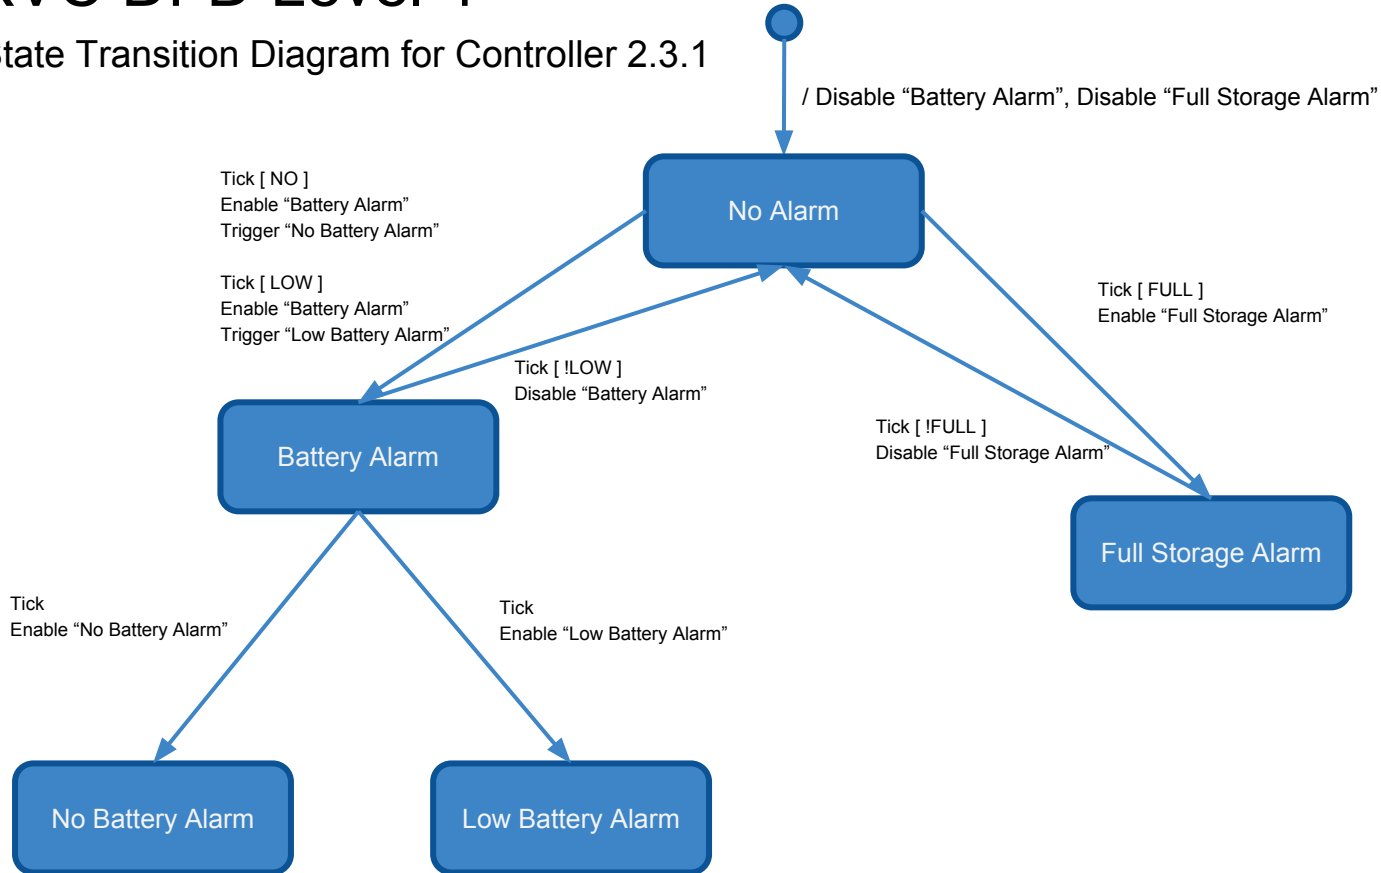 State Transition Diagram for Controller 2.3.1
/ Disable “Battery Alarm”, Disable “Full Storage Alarm”
No Alarm
Tick [ NO ]
Enable “Battery Alarm”
Trigger “No Battery Alarm”
Tick [ LOW ]
Enable “Battery Alarm”
Trigger “Low Battery Alarm”
Tick [ FULL ]
Enable “Full Storage Alarm”
Tick [ !LOW ]
Disable “Battery Alarm”
Tick [ !FULL ]
Disable “Full Storage Alarm”
Battery Alarm
Full Storage Alarm
Tick
Enable “No Battery Alarm”
Tick
Enable “Low Battery Alarm”
No Battery Alarm
Low Battery Alarm